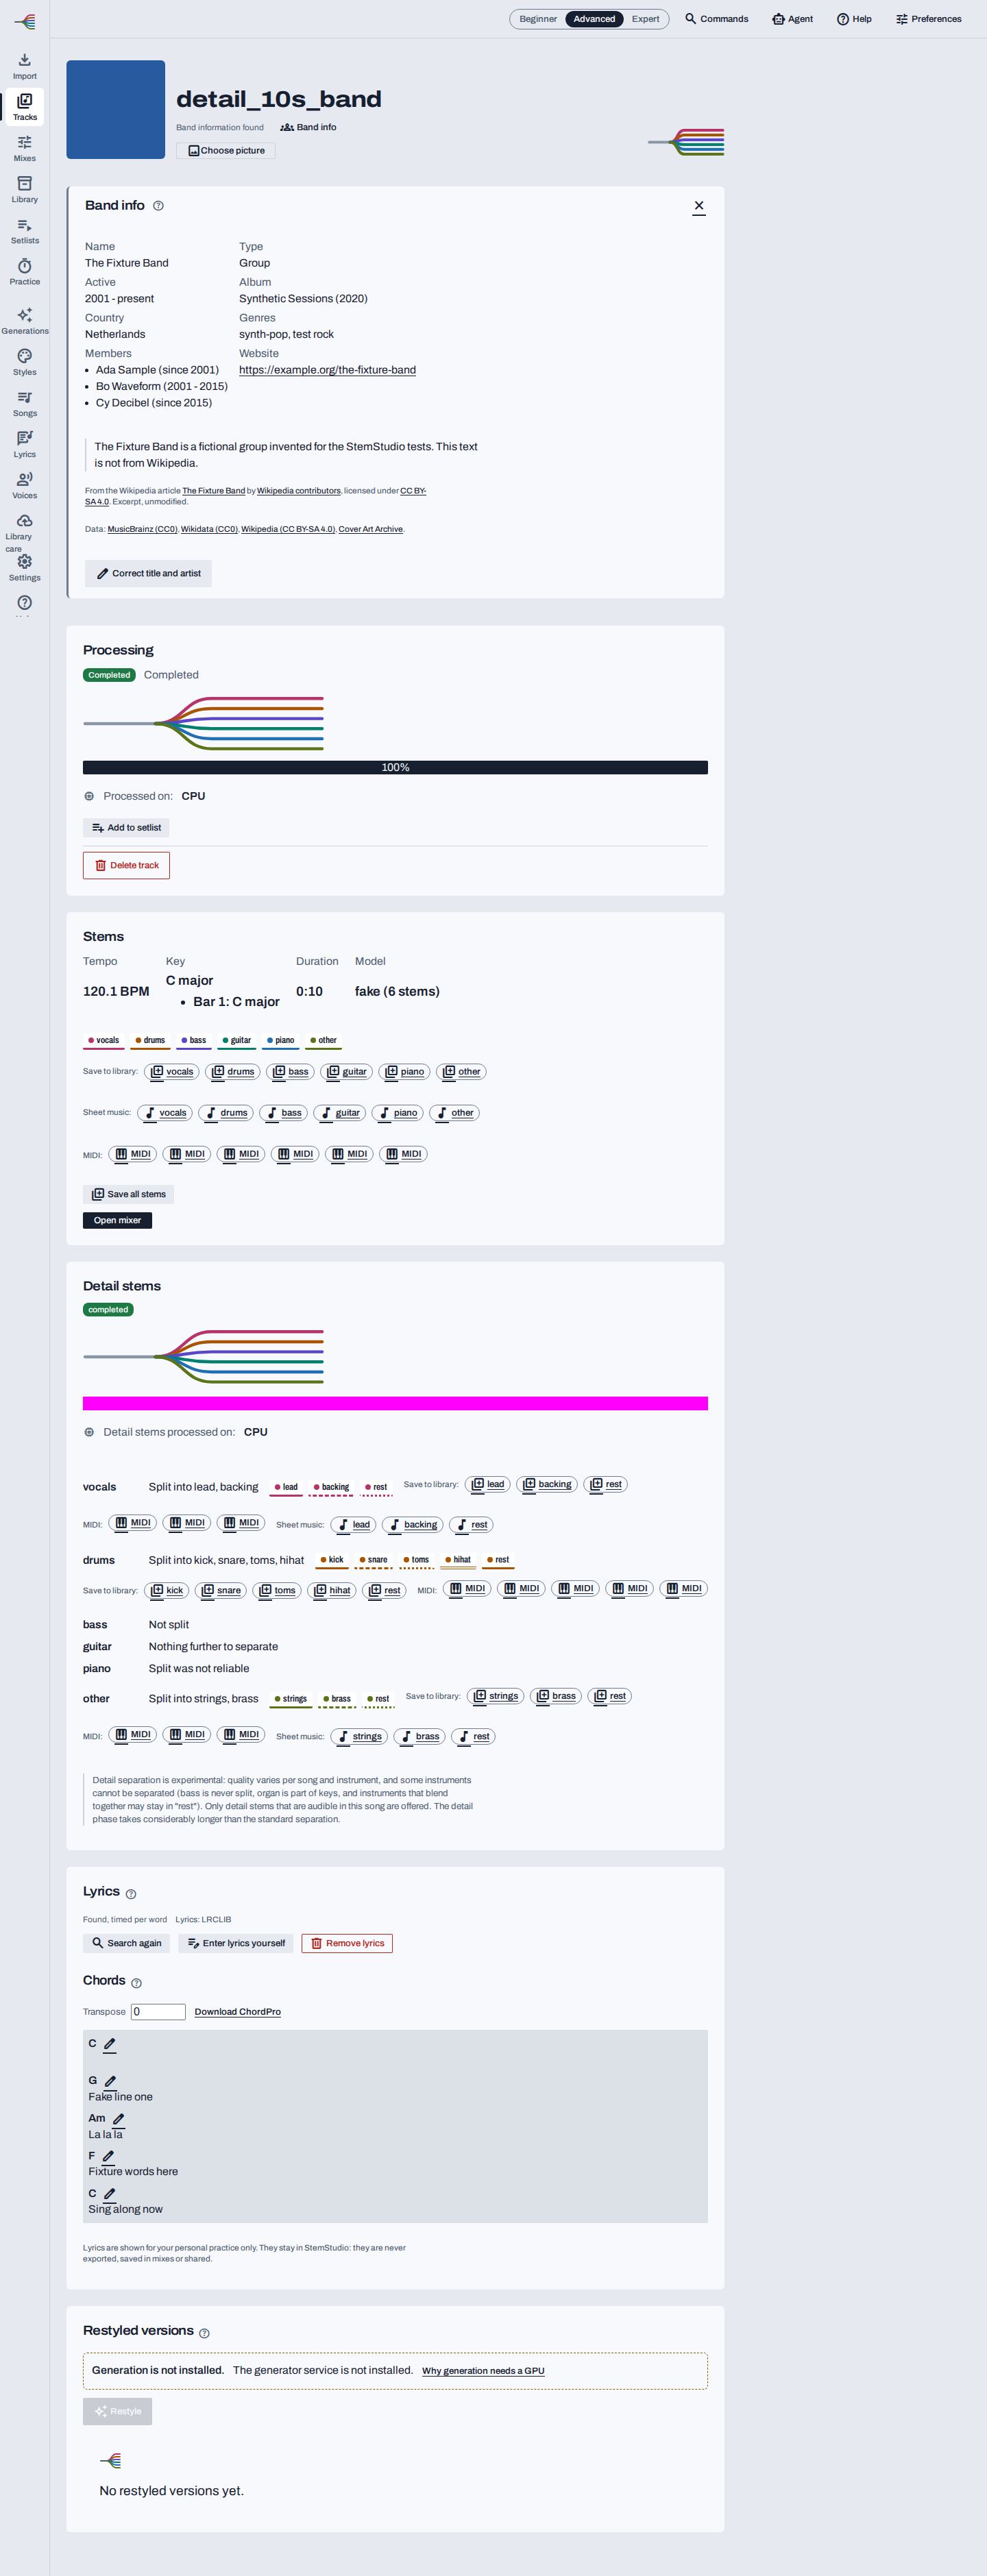 Beginner Advanced Expert Commands Agent Help Preferences
Import
Tracks
Mixes
Library
Setlists
Practice
Generations
Styles
Songs
Lyrics
Voices
Library
care
Settings
detail_10s_band
Band information found Band info
Choose picture
Band info
Name Type
The Fixture Band Group
Active Album
2001 - present Synthetic Sessions (2020)
Country Genres
Netherlands synth-pop, test rock
Members Website
• Ada Sample (since 2001) https://example.org/the-fixture-band
• Bo Waveform (2001 - 2015)
• Cy Decibel (since 2015)
The Fixture Band is a fictional group invented for the StemStudio tests. This text
is not from Wikipedia.
From the Wikipedia article The Fixture Band by Wikipedia contributors, licensed under CC BY-
SA 4.0. Excerpt, unmodified.
Data: MusicBrainz (CC0), Wikidata (CC0), Wikipedia (CC BY-SA 4.0), Cover Art Archive.
Correct title and artist
Processing
Completed Completed
100%
Processed on: CPU
Add to setlist
Delete track
Stems
Tempo Key Duration Model
120.1 BPM C major 0:10 fake (6 stems)
• Bar 1: C major
vocals drums bass guitar piano other
Save to library: vocals drums bass guitar piano other
Sheet music: vocals drums bass guitar piano other
MIDI: MIDI MIDI MIDI MIDI MIDI MIDI
Save all stems
Open mixer
Detail stems
completed
Detail stems processed on: CPU
vocals Split into lead, backing lead backing rest Save to library: lead backing rest
MIDI: MIDI MIDI MIDI Sheet music: lead backing rest
drums Split into kick, snare, toms, hihat kick snare toms hihat rest
Save to library: kick snare toms hihat rest MIDI: MIDI MIDI MIDI MIDI MIDI
bass Not split
guitar Nothing further to separate
piano Split was not reliable
other Split into strings, brass strings brass rest Save to library: strings brass rest
MIDI: MIDI MIDI MIDI Sheet music: strings brass rest
Detail separation is experimental: quality varies per song and instrument, and some instruments
cannot be separated (bass is never split, organ is part of keys, and instruments that blend
together may stay in "rest"). Only detail stems that are audible in this song are offered. The detail
phase takes considerably longer than the standard separation.
Lyrics
Found, timed per word Lyrics: LRCLIB
Search again Enter lyrics yourself Remove lyrics
Chords
Transpose 0 Download ChordPro
C
G
Fake line one
Am
La la la
F
Fixture words here
C
Sing along now
Lyrics are shown for your personal practice only. They stay in StemStudio: they are never
exported, saved in mixes or shared.
Restyled versions
Generation is not installed. The generator service is not installed. Why generation needs a GPU
Restyle
No restyled versions yet.